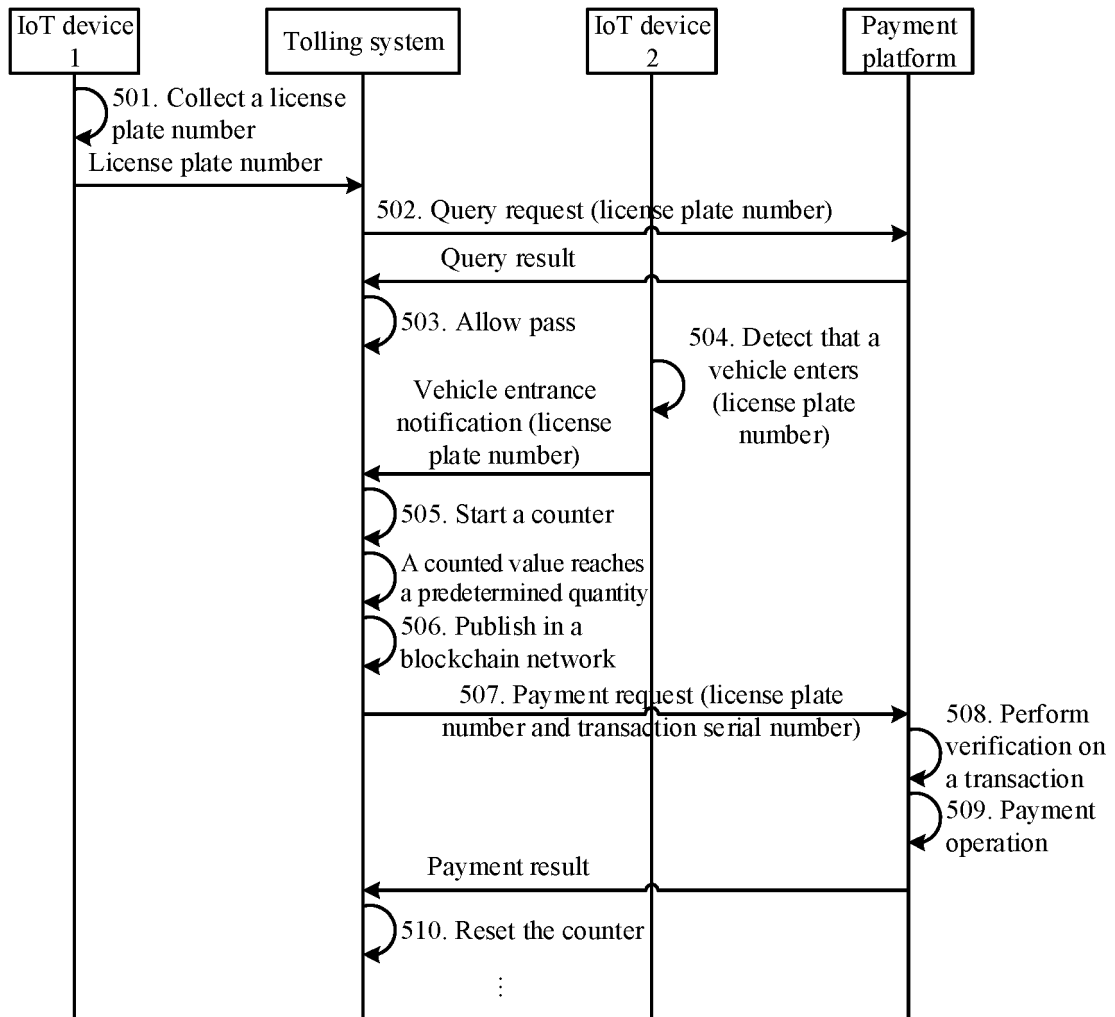 IoT device
1
Tolling system
IoT device
2
Payment
platform
501. Collect a license
plate number
License plate number
502. Query request (license plate number)
Query result
503. Allow pass
504. Detect that a
vehicle enters
(license plate
number)
Vehicle entrance
notification (license
plate number)
505. Start a counter
A counted value reaches
a predetermined quantity
506. Publish in a
blockchain network
507. Payment request (license plate
number and transaction serial number)
508. Perform
verification on
a transaction
509. Payment
operation
Payment result
510. Reset the counter
⋮